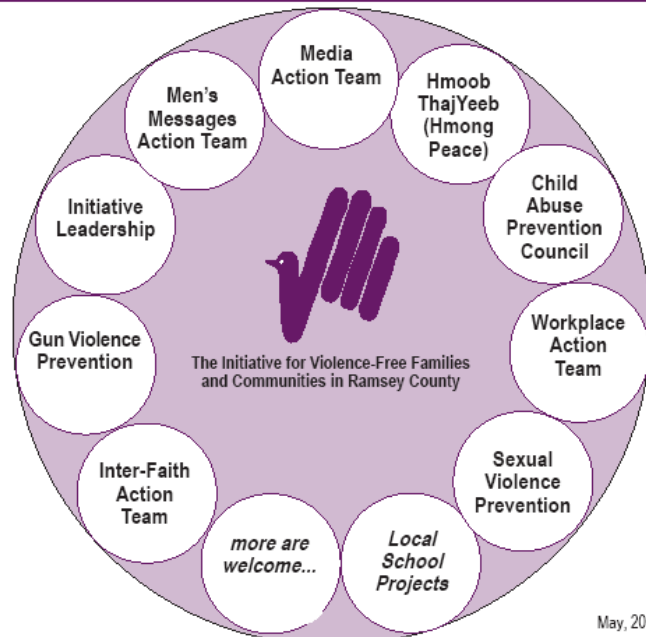 Media
Action Team
Hmoob
ThajYeeb
(Hmong
Peace)
Child
Abuse
Prevention
Council
Workplace
Action
Team
Sexual
Violence
Prevention
Local
School
Projects
more are
welcome...
Inter-Faith
Action
Team
Gun Violence
Prevention
Initiative
Leadership
Men's
Messages
Action Team
The Initiative for Violence-Free Families
and Communities in Ramsey County
May, 20